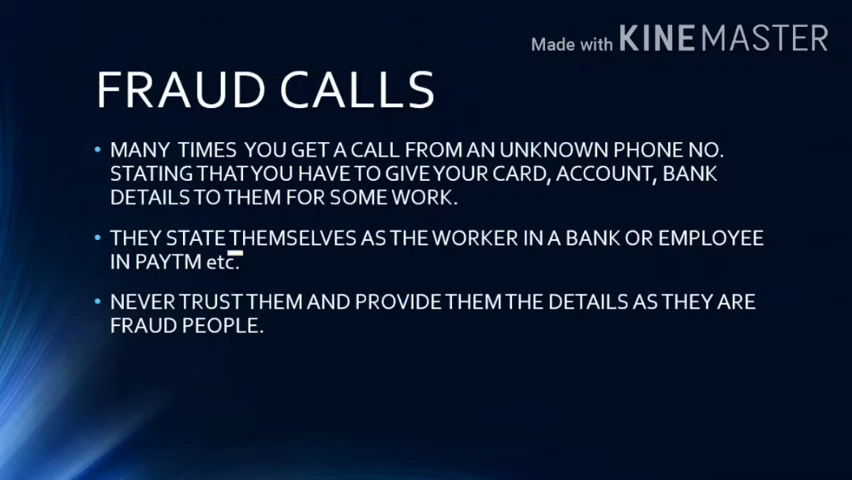 Made with KINEMASTER
FRAUD CALLS
• MANY TIMES YOU GET A CALL FROM AN UNKNOWN PHONE NO.
STATING THAT YOU HAVE TO GIVE YOUR CARD, ACCOUNT, BANK
DETAILS TO THEM FOR SOME WORK.
• THEY STATE THEMSELVES AS THE WORKER IN A BANK OR EMPLOYEE
IN PAYTM etc.
• NEVER TRUST THEM AND PROVIDE THEM THE DETAILS AS THEY ARE
FRAUD PEOPLE.